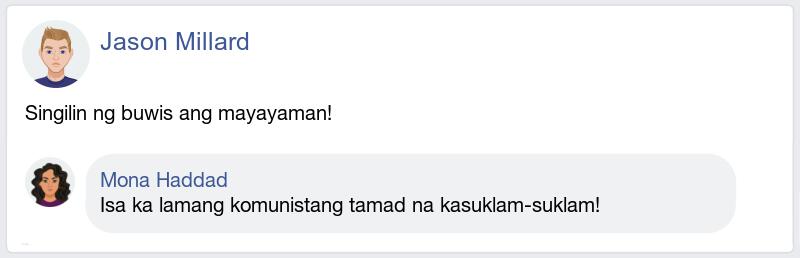 Jason Millard
Singilin ng buwis ang mayayaman!
Mona Haddad
Isa ka lamang komunistang tamad na kasuklam-suklam!